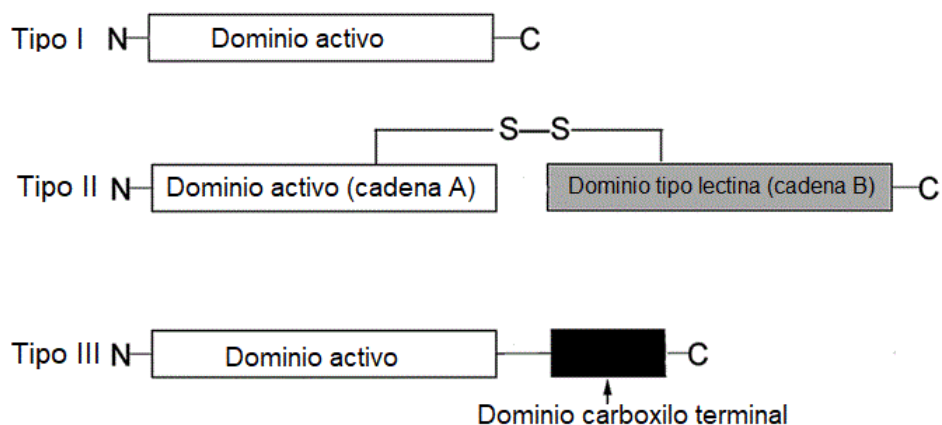 Tipo I N Dominio activo C
S—S
Tipo II N Dominio activo (cadena A) Dominio tipo lectina (cadena B) C
Tipo III N Dominio activo C
Dominio carboxilo terminal